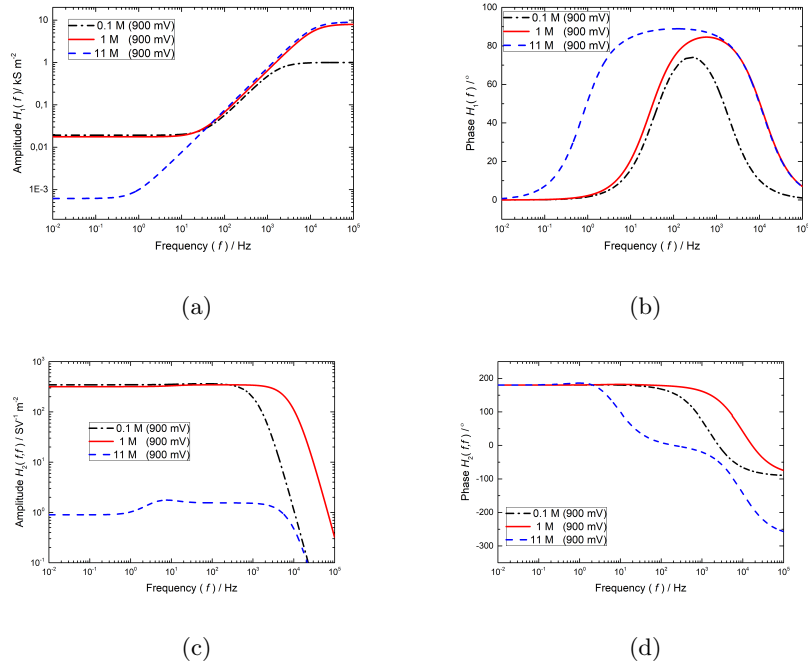 0.1 M (900 mV)
1 M (900 mV)
11 M (900 mV)
Amplitude H₁( f )/ kS m⁻²
10
1
0,1
0,01
1E-3
10⁻² 10⁻¹ 10⁰ 10¹ 10² 10³ 10⁴ 10⁵
Frequency ( f ) / Hz
(a)
0.1 M (900 mV)
1 M (900 mV)
11 M (900 mV)
Phase H₁( f ) / °
100
80
60
40
20
0
10⁻² 10⁻¹ 10⁰ 10¹ 10² 10³ 10⁴ 10⁵
Frequency ( f ) / Hz
(b)
0.1 M (900 mV)
1 M (900 mV)
11 M (900 mV)
Amplitude H₂( f,f ) / SV⁻¹ m⁻²
10³
10²
10¹
10⁰
10⁻¹
10⁻² 10⁻¹ 10⁰ 10¹ 10² 10³ 10⁴ 10⁵
Frequency ( f ) / Hz
(c)
0.1 M (900 mV)
1 M (900 mV)
11 M (900 mV)
Phase H₂( f,f ) / °
200
100
0
-100
-200
-300
10⁻² 10⁻¹ 10⁰ 10¹ 10² 10³ 10⁴ 10⁵
Frequency ( f ) / Hz
(d)